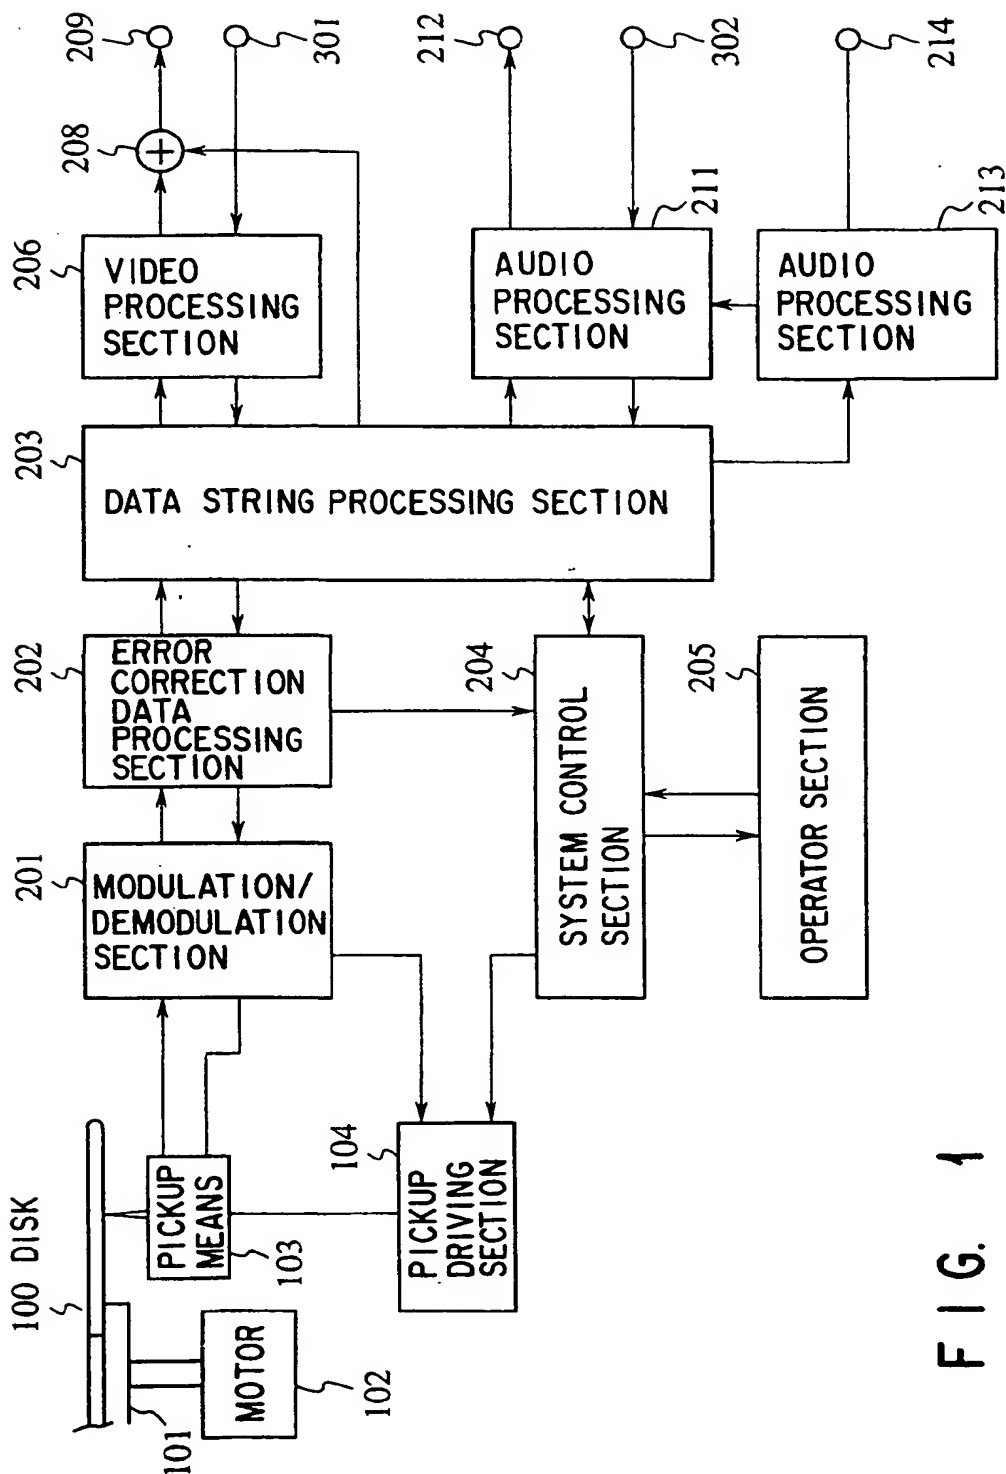 100 DISK
101
MOTOR
102
PICKUP
MEANS
103
104
PICKUP
DRIVING
SECTION
201
MODULATION/
DEMODULATION
SECTION
202
ERROR
CORRECTION
DATA
PROCESSING
SECTION
203
DATA STRING PROCESSING SECTION
204
SYSTEM CONTROL
SECTION
205
OPERATOR SECTION
206
VIDEO
PROCESSING
SECTION
208
+
209
301
AUDIO
PROCESSING
SECTION
211
212
302
AUDIO
PROCESSING
SECTION
213
214
FIG. 1